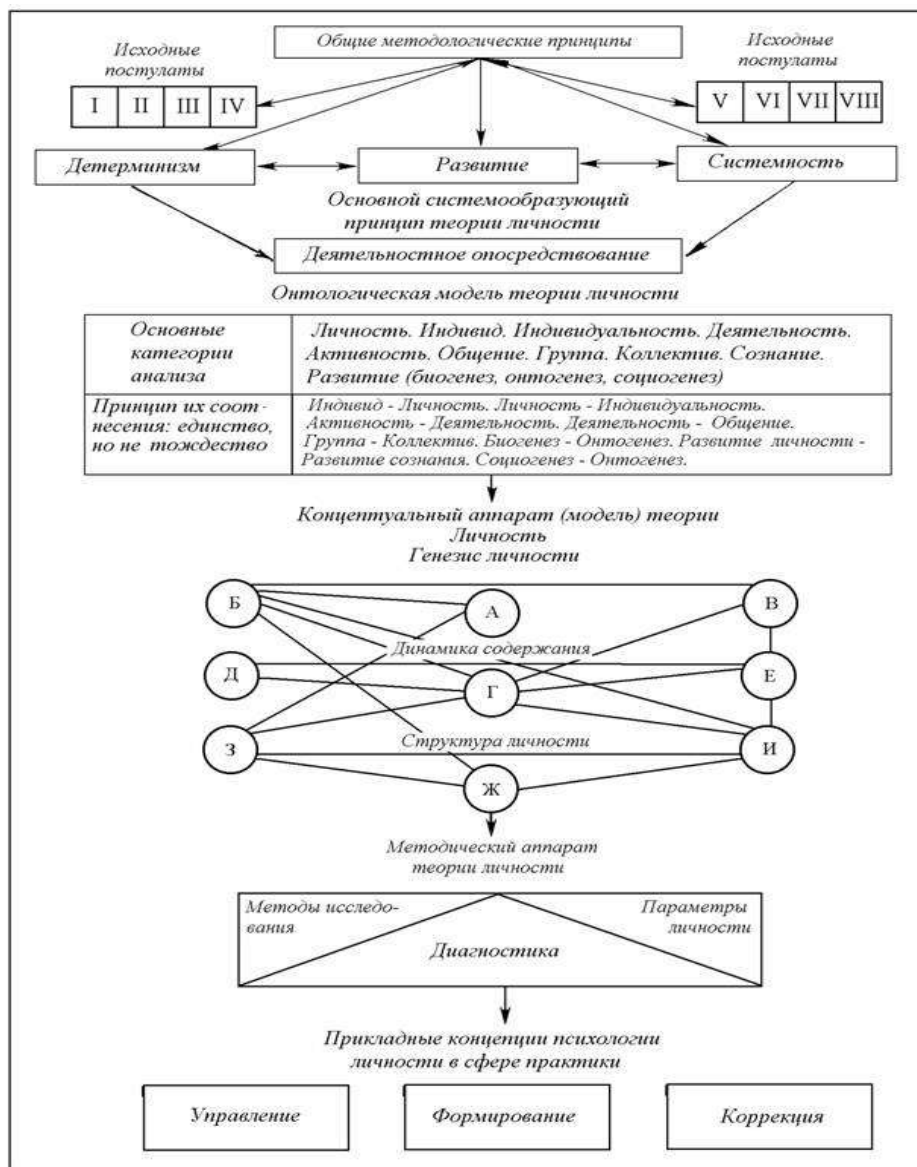 Общие методологические принципы
Исходные
постулаты
I II III IV
Исходные
постулаты
V VI VII VIII
Детерминизм
Развитие
Системность
Основной системообразующий
принцип теории личности
Деятельностное опосредствование
Онтологическая модель теории личности
Основные
категории
анализа
Личность. Индивид. Индивидуальность. Деятельность.
Активность. Общение. Группа. Коллектив. Сознание.
Развитие (биогенез, онтогенез, социогенез)
Принцип их соот-
несения: единство,
но не тождество
Индивид - Личность. Личность - Индивидуальность.
Активность - Деятельность. Деятельность - Общение.
Группа - Коллектив. Биогенез - Онтогенез. Развитие личности -
Развитие сознания. Социогенез - Онтогенез.
Концептуальный аппарат (модель) теории
Личность
Генезис личности
Б
А
В
Динамика содержания
Д
Г
Е
З
Структура личности
И
Ж
Методический аппарат
теории личности
Методы исследо-
вания
Параметры
личности
Диагностика
Прикладные концепции психологии
личности в сфере практики
Управление
Формирование
Коррекция